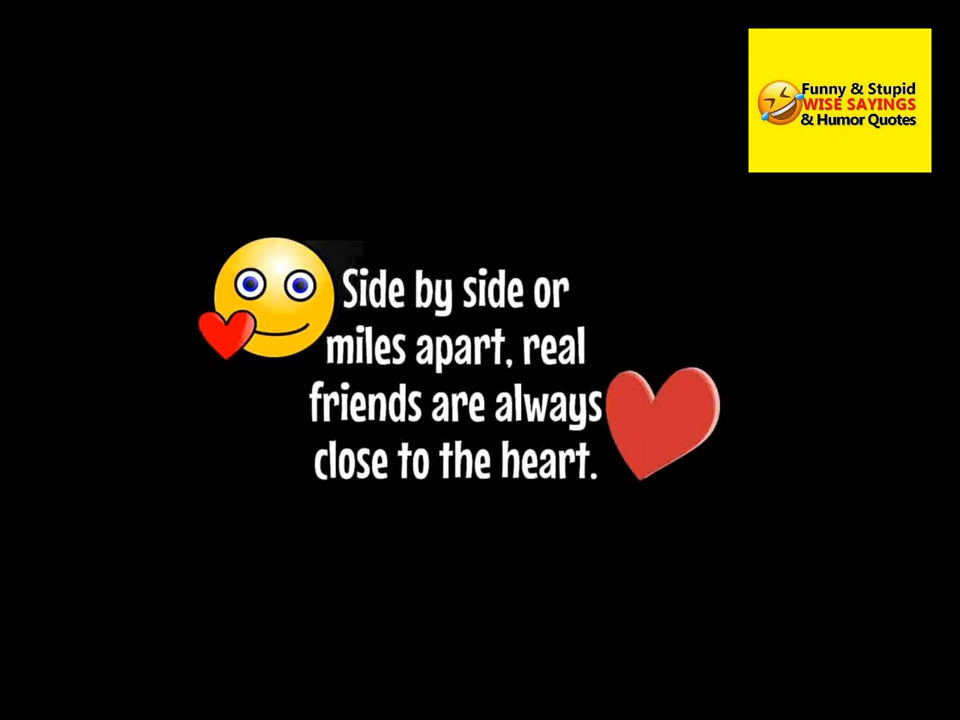 Funny & Stupid
WISE SAYINGS
& Humor Quotes
Side by side or
miles apart, real
friends are always
close to the heart.